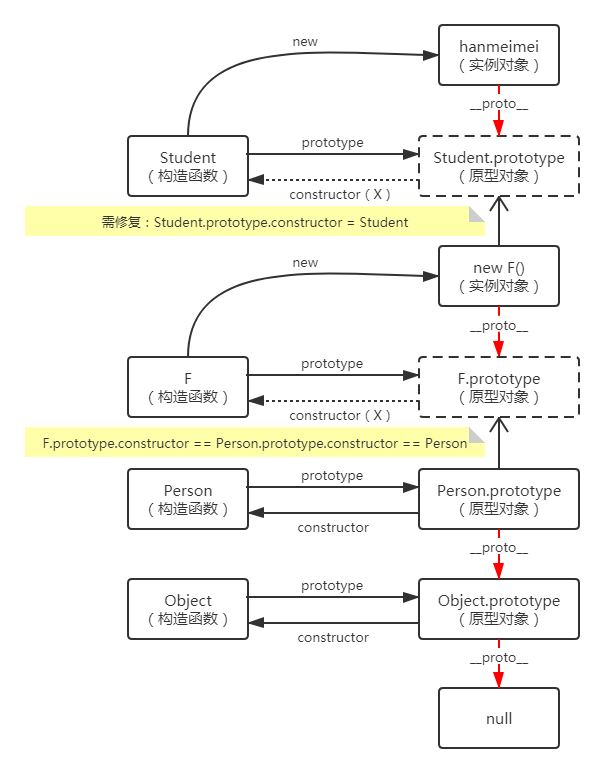 new
hanmeimei
（实例对象）
__proto__
Student
（构造函数）
prototype
constructor（X）
Student.prototype
（原型对象）
需修复：Student.prototype.constructor = Student
new
new F()
（实例对象）
__proto__
F
（构造函数）
prototype
constructor（X）
F.prototype
（原型对象）
F.prototype.constructor == Person.prototype.constructor == Person
Person
（构造函数）
prototype
constructor
Person.prototype
（原型对象）
__proto__
Object
（构造函数）
prototype
constructor
Object.prototype
（原型对象）
__proto__
null